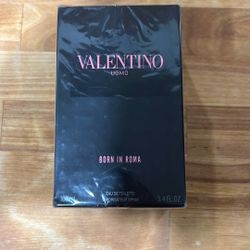 VALENTINO
UOMO
BORN IN ROMA
EAU DE TOILETTE
3.4 FL. OZ.